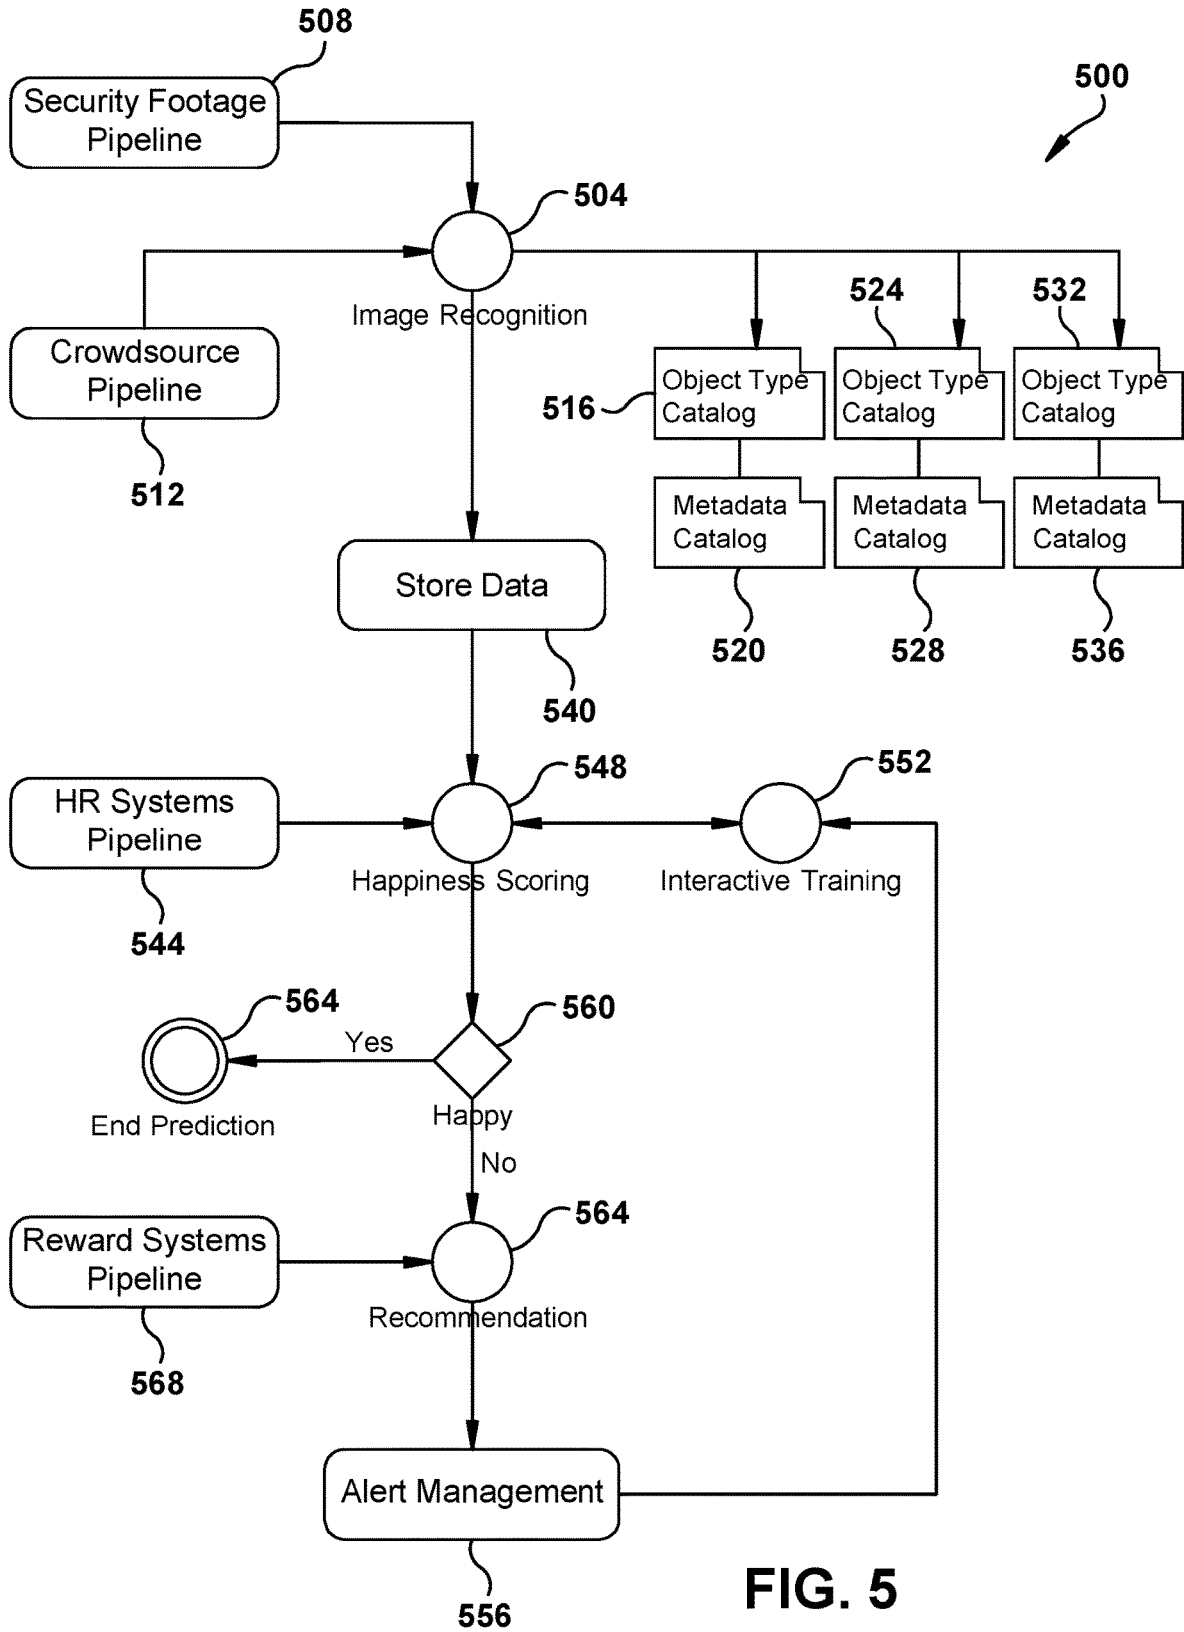 508
Security Footage
Pipeline
500
504
Image Recognition
Crowdsource
Pipeline
512
524
532
516
Object Type
Catalog
Object Type
Catalog
Object Type
Catalog
Metadata
Catalog
Metadata
Catalog
Metadata
Catalog
520
528
536
Store Data
540
548
552
HR Systems
Pipeline
544
Happiness Scoring
Interactive Training
564
560
Yes
End Prediction
Happy
No
564
Reward Systems
Pipeline
568
Recommendation
Alert Management
556
FIG. 5